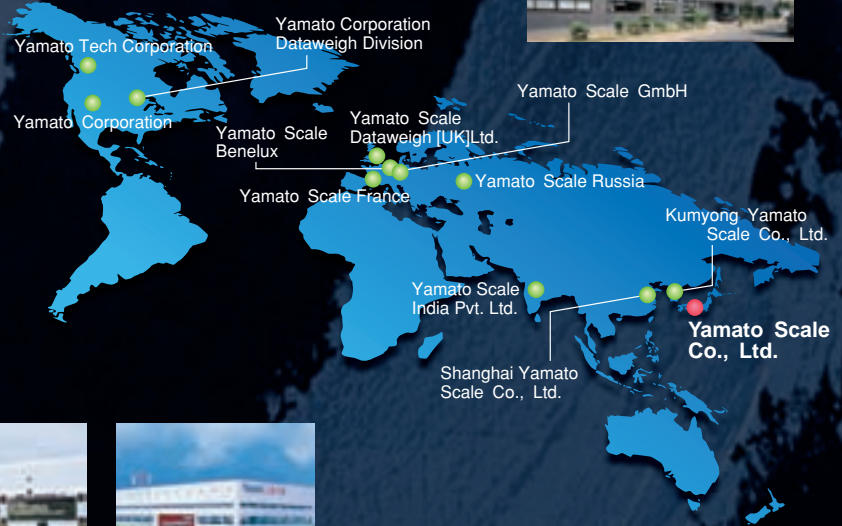 Yamato Tech Corporation
Yamato Corporation
Dataweigh Division
Yamato Corporation
Yamato Scale
Benelux
Yamato Scale
Dataweigh [UK]Ltd.
Yamato Scale GmbH
Yamato Scale France
Yamato Scale Russia
Kumyong Yamato
Scale Co., Ltd.
Yamato Scale
India Pvt. Ltd.
Yamato Scale
Co., Ltd.
Shanghai Yamato
Scale Co., Ltd.